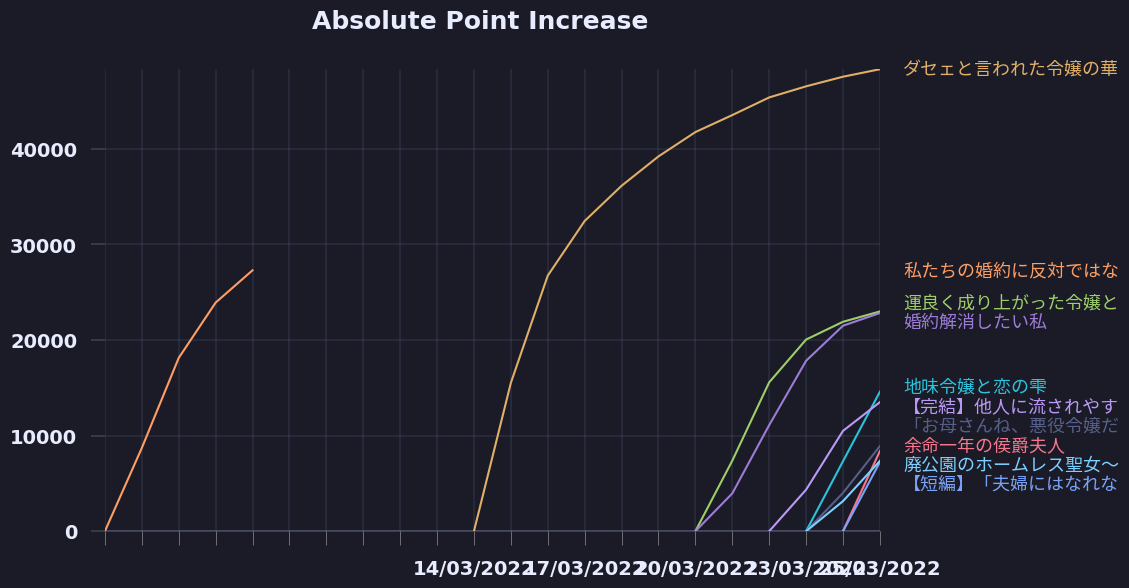 Absolute Point Increase
ダセェと言われた令嬢の華
40000
30000
私たちの婚約に反対ではな
運良く成り上がった令嬢と
婚約解消したい私
20000
地味令嬢と恋の雫
【完結】他人に流されやす
「お母さんね、悪役令嬢だ
10000
余命一年の侯爵夫人
廃公園のホームレス聖女～
【短編】「夫婦にはなれな
0
14/03/2022
17/03/2022
20/03/2022
23/03/2022
25/03/2022